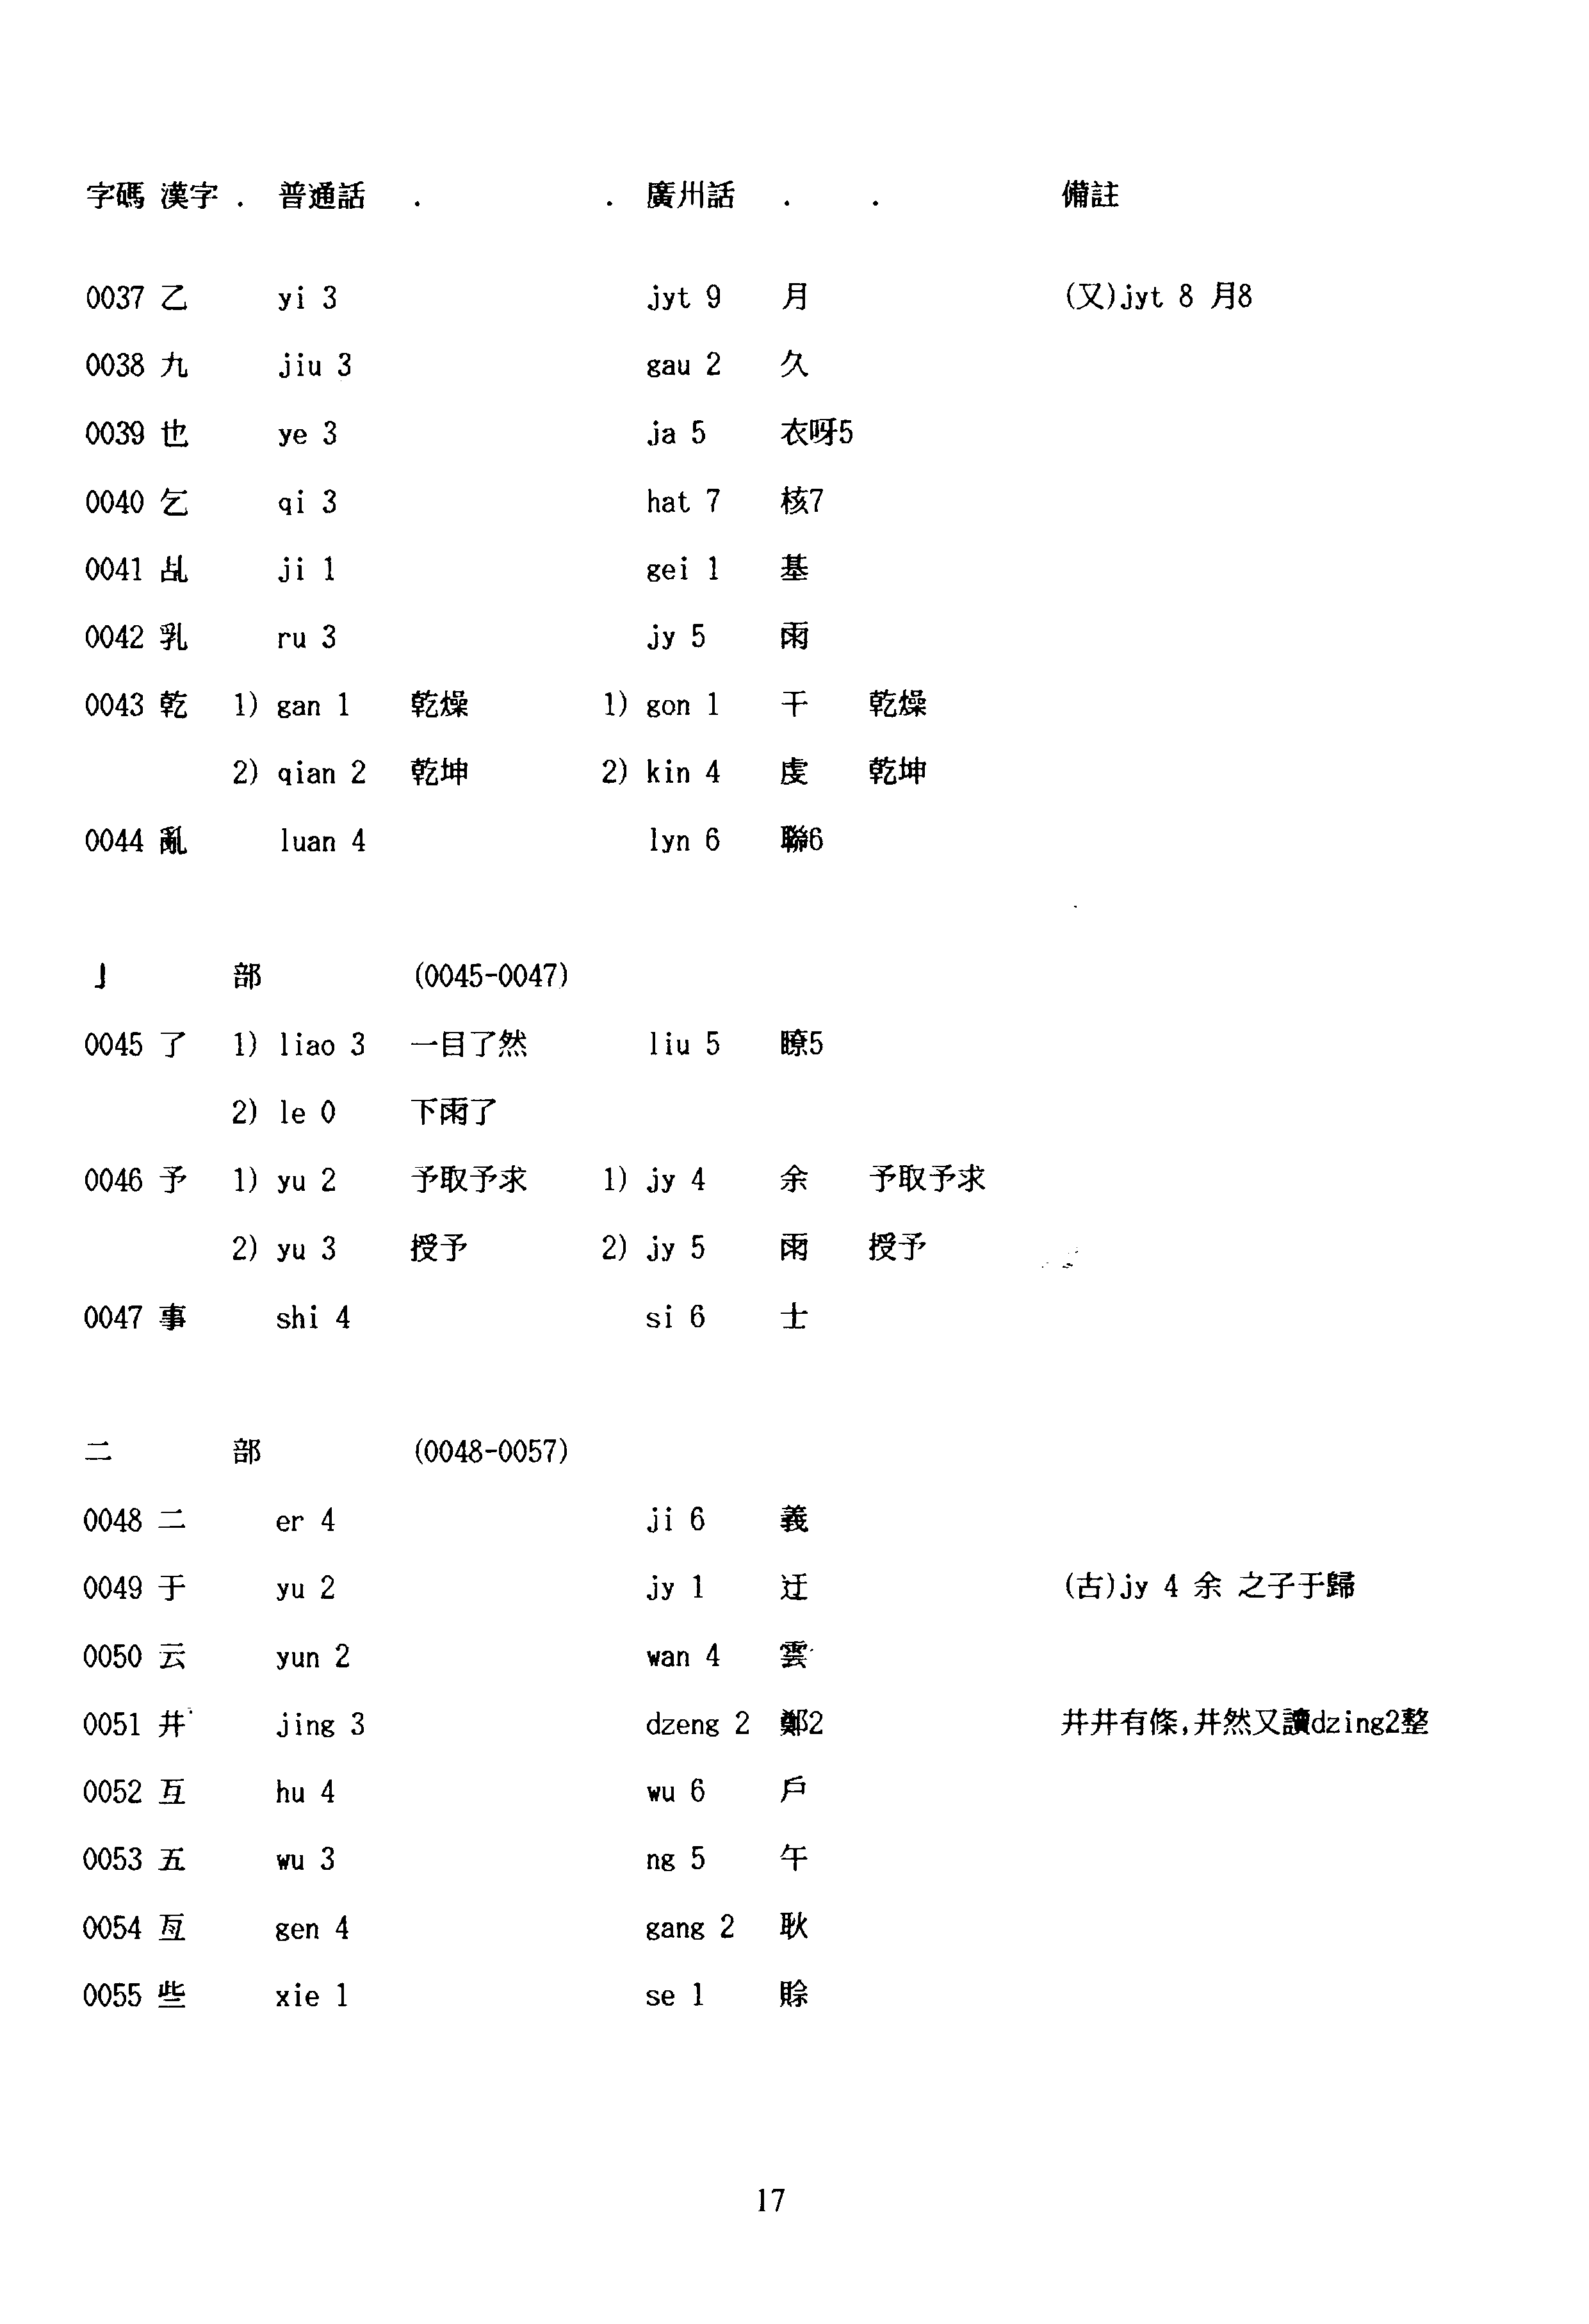 字碼 漢字 . 普通話 . . 廣州話 . . 備註
0037 乙 yi 3 jyt 9 月 (又)jyt 8 月8
0038 九 jiu 3 gau 2 久
0039 也 ye 3 ja 5 衣呀5
0040 乞 qi 3 hat 7 核7
0041 乩 ji 1 gei 1 基
0042 乳 ru 3 jy 5 雨
0043 乾 1) gan 1 乾燥 1) gon 1 干 乾燥
2) qian 2 乾坤 2) kin 4 虔 乾坤
0044 亂 luan 4 lyn 6 聯6
亅 部 (0045-0047)
0045 了 1) liao 3 一目了然 liu 5 瞭5
2) le 0 下雨了
0046 予 1) yu 2 予取予求 1) jy 4 余 予取予求
2) yu 3 授予 2) jy 5 雨 授予
0047 事 shi 4 si 6 士
二 部 (0048-0057)
0048 二 er 4 ji 6 義
0049 于 yu 2 jy 1 迂 (古)jy 4 余 之子于歸
0050 云 yun 2 wan 4 雲
0051 井 jing 3 dzeng 2 鄭2 井井有條,井然又讀dzing2整
0052 互 hu 4 wu 6 戶
0053 五 wu 3 ng 5 午
0054 亙 gen 4 gang 2 耿
0055 些 xie 1 se 1 賒
17